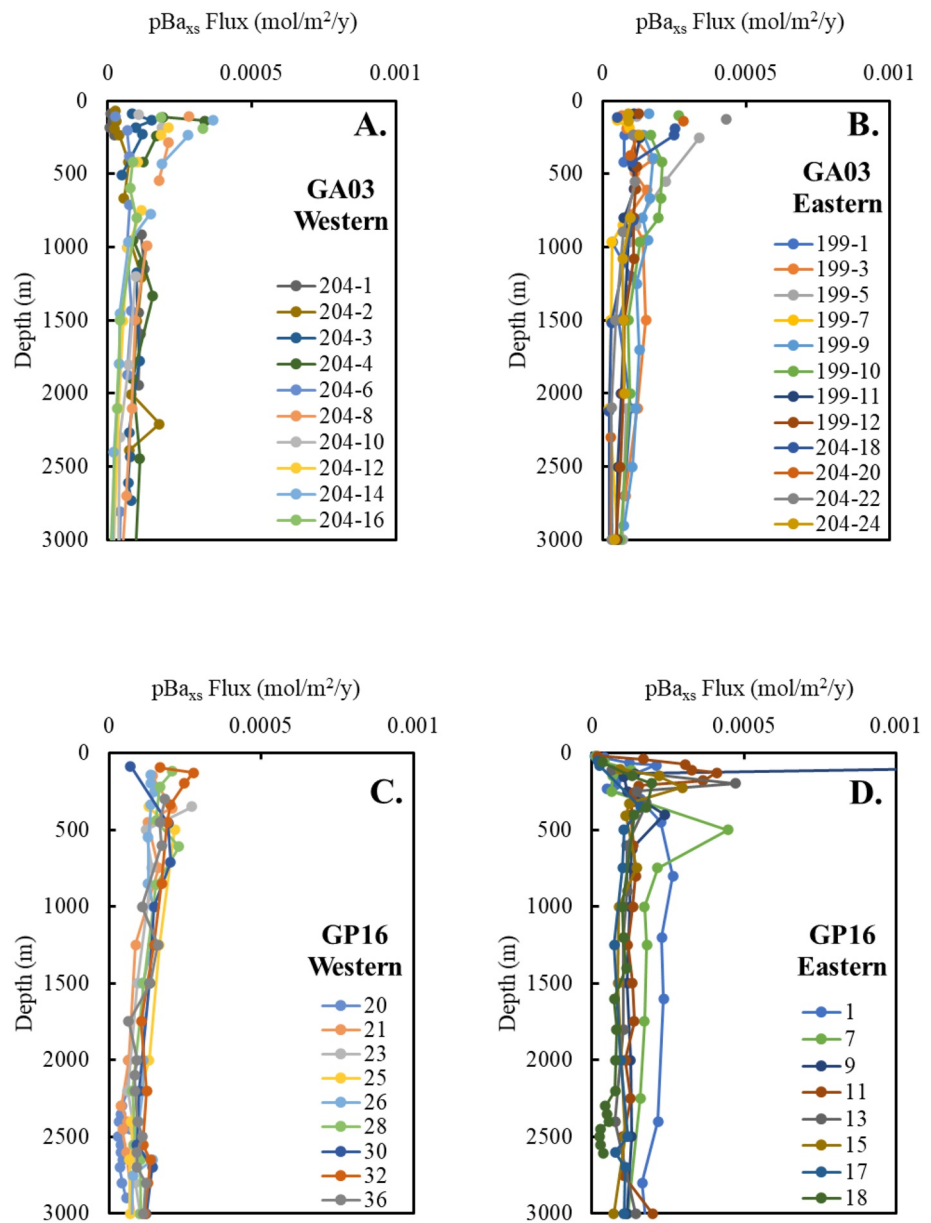 pBaxs Flux (mol/m2/y)
0 0.0005 0.001
0
500
1000
1500
2000
2500
3000
Depth (m)
A.
GA03
Western
204-1
204-2
204-3
204-4
204-6
204-8
204-10
204-12
204-14
204-16
pBaxs Flux (mol/m2/y)
0 0.0005 0.001
0
500
1000
1500
2000
2500
3000
Depth (m)
B.
GA03
Eastern
199-1
199-3
199-5
199-7
199-9
199-10
199-11
199-12
204-18
204-20
204-22
204-24
pBaxs Flux (mol/m2/y)
0 0.0005 0.001
0
500
1000
1500
2000
2500
3000
Depth (m)
C.
GP16
Western
20
21
23
25
26
28
30
32
36
pBaxs Flux (mol/m2/y)
0 0.0005 0.001
0
500
1000
1500
2000
2500
3000
Depth (m)
D.
GP16
Eastern
1
7
9
11
13
15
17
18